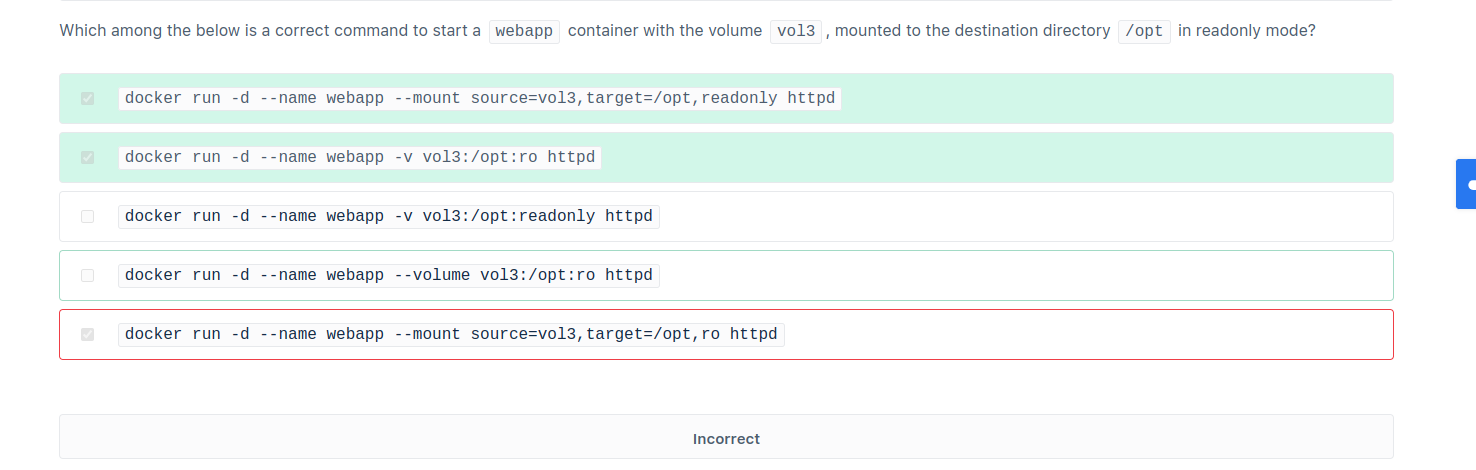 Which among the below is a correct command to start a webapp container with the volume vol3 , mounted to the destination directory /opt in readonly mode?
docker run -d --name webapp --mount source=vol3,target=/opt,readonly httpd
docker run -d --name webapp -v vol3:/opt:ro httpd
docker run -d --name webapp -v vol3:/opt:readonly httpd
docker run -d --name webapp --volume vol3:/opt:ro httpd
docker run -d --name webapp --mount source=vol3,target=/opt,ro httpd
Incorrect